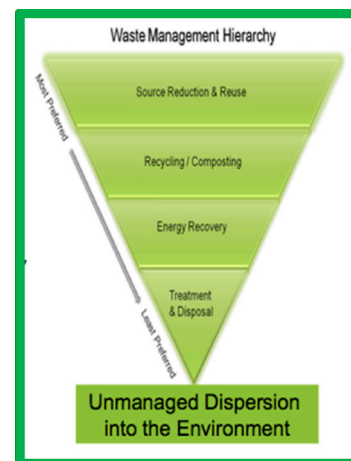 Waste Management Hierarchy
Most Preferred
Source Reduction & Reuse
Recycling / Composting
Energy Recovery
Treatment
& Disposal
Least Preferred
Unmanaged Dispersion
into the Environment